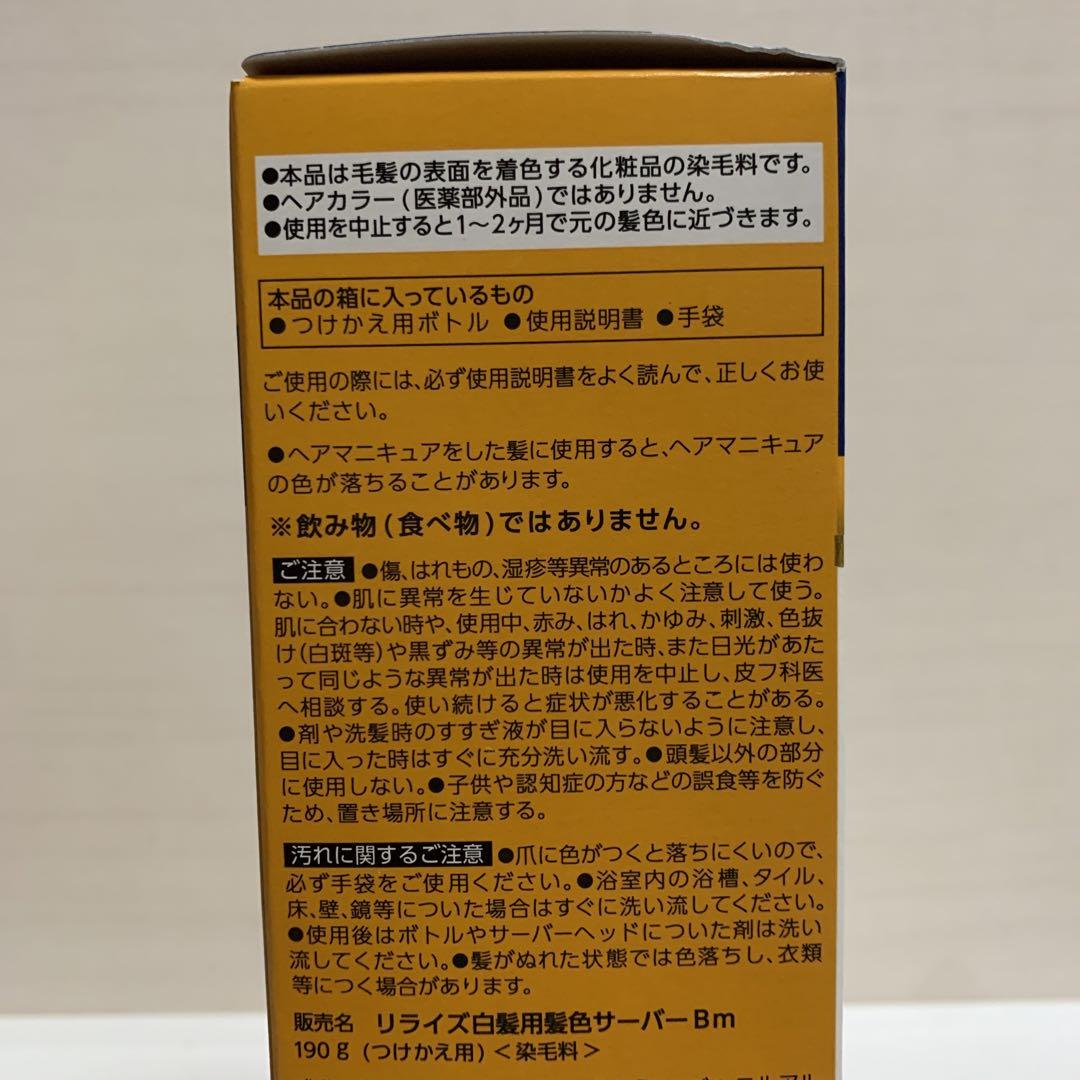 ●本品は毛髪の表面を着色する化粧品の染毛料です。
●ヘアカラー(医薬部外品)ではありません。
●使用を中止すると1〜2ヶ月で元の髪色に近づきます。
本品の箱に入っているもの
●つけかえ用ボトル ●使用説明書 ●手袋
ご使用の際には、必ず使用説明書をよく読んで、正しくお使
いください。
●ヘアマニキュアをした髪に使用すると、ヘアマニキュア
の色が落ちることがあります。
※飲み物(食べ物)ではありません。
ご注意 ●傷、はれもの、湿疹等異常のあるところには使わ
ない。●肌に異常を生じていないかよく注意して使う。
肌に合わない時や、使用中、赤み、はれ、かゆみ、刺激、色抜
け(白斑等)や黒ずみ等の異常が出た時、また日光があた
って同じような異常が出た時は使用を中止し、皮フ科医
へ相談する。使い続けると症状が悪化することがある。
●剤や洗髪時のすすぎ液が目に入らないように注意し、
目に入った時はすぐに充分洗い流す。●頭髪以外の部分
に使用しない。●子供や認知症の方などの誤食等を防ぐ
ため、置き場所に注意する。
汚れに関するご注意 ●爪に色がつくと落ちにくいので、
必ず手袋をご使用ください。●浴室内の浴槽、タイル、
床、壁、鏡等についた場合はすぐに洗い流してください。
●使用後はボトルやサーバーヘッドについた剤は洗い
流してください。●髪がぬれた状態では色落ちし、衣類
等につく場合があります。
販売名 リライズ白髪用髪色サーバーBm
190g(つけかえ用)<染毛料>